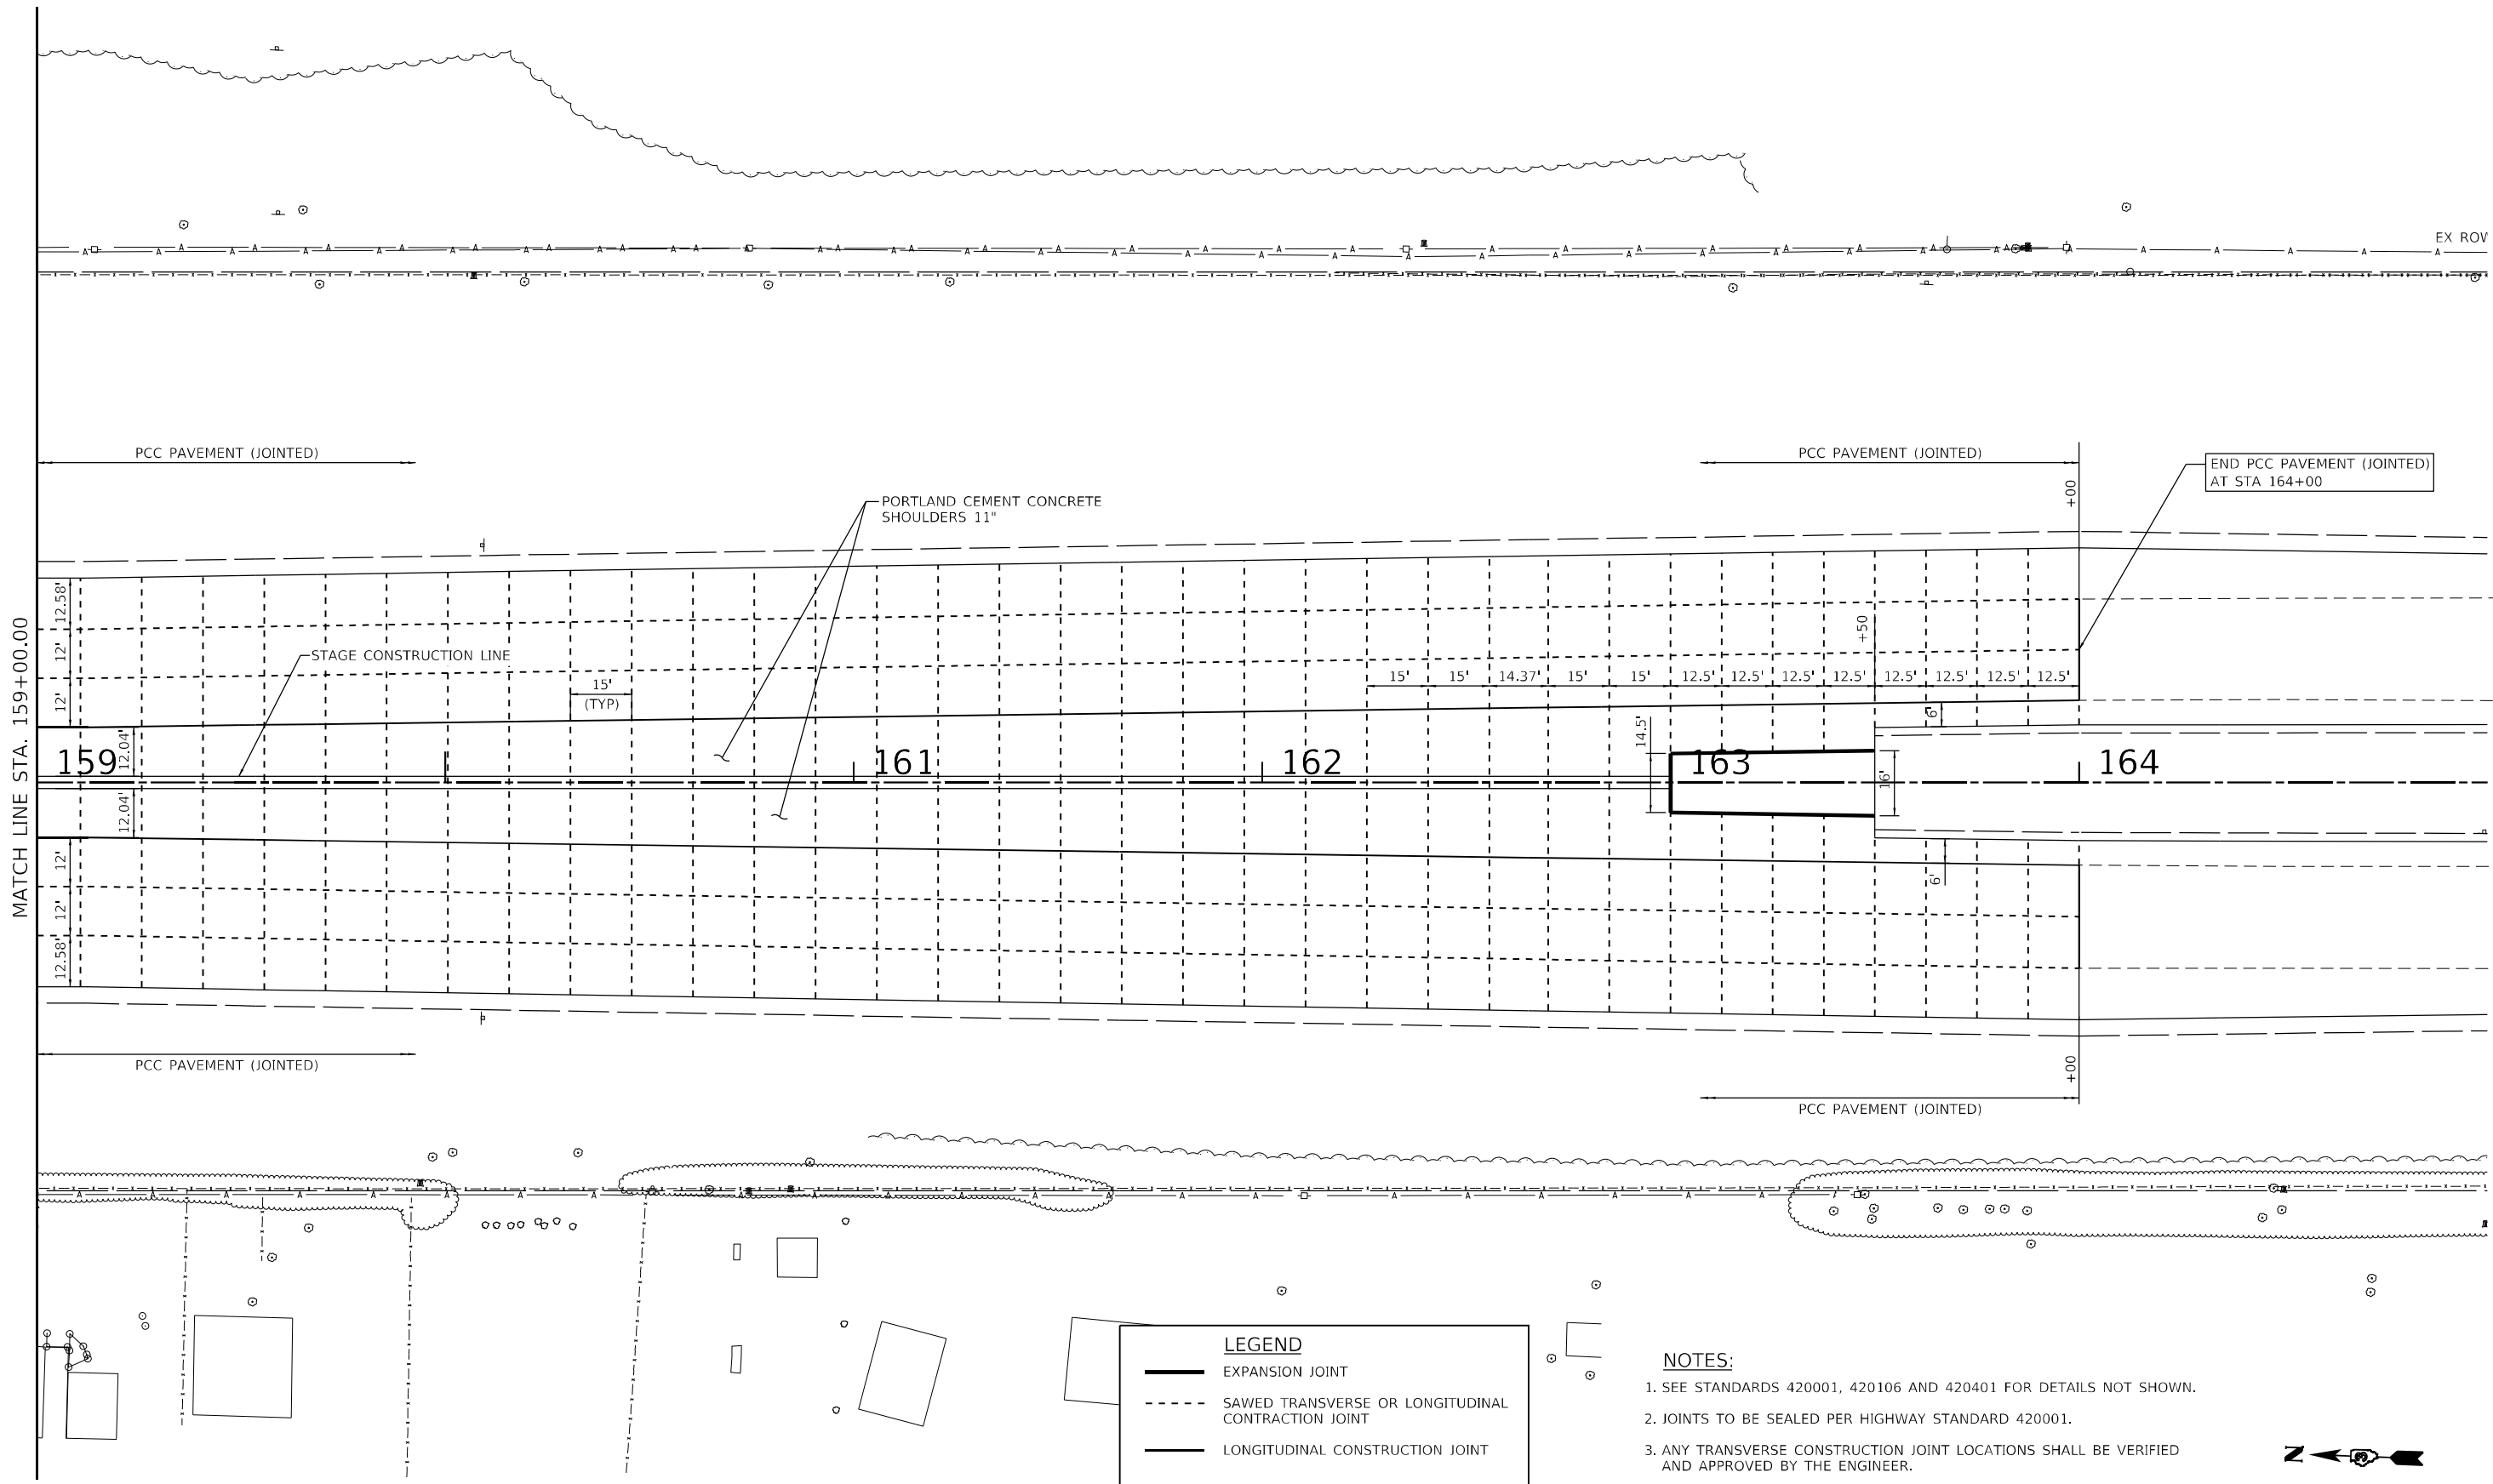 EX ROW
PCC PAVEMENT (JOINTED)
PCC PAVEMENT (JOINTED)
END PCC PAVEMENT (JOINTED)
AT STA 164+00
+00
PORTLAND CEMENT CONCRETE
SHOULDERS 11"
MATCH LINE STA. 159+00.00
12.58'
12'
12'
STAGE CONSTRUCTION LINE
15'
(TYP)
+50
15'
15'
14.37'
15'
15'
12.5'
12.5'
12.5'
12.5'
12.5'
12.5'
12.5'
12.5'
6'
14.5'
12.04'
159
161
162
163
164
16'
12.04'
12'
12'
12.58'
6'
PCC PAVEMENT (JOINTED)
+00
PCC PAVEMENT (JOINTED)
LEGEND
EXPANSION JOINT
SAWED TRANSVERSE OR LONGITUDINAL
CONTRACTION JOINT
LONGITUDINAL CONSTRUCTION JOINT
NOTES:
1. SEE STANDARDS 420001, 420106 AND 420401 FOR DETAILS NOT SHOWN.
2. JOINTS TO BE SEALED PER HIGHWAY STANDARD 420001.
3. ANY TRANSVERSE CONSTRUCTION JOINT LOCATIONS SHALL BE VERIFIED
AND APPROVED BY THE ENGINEER.
N